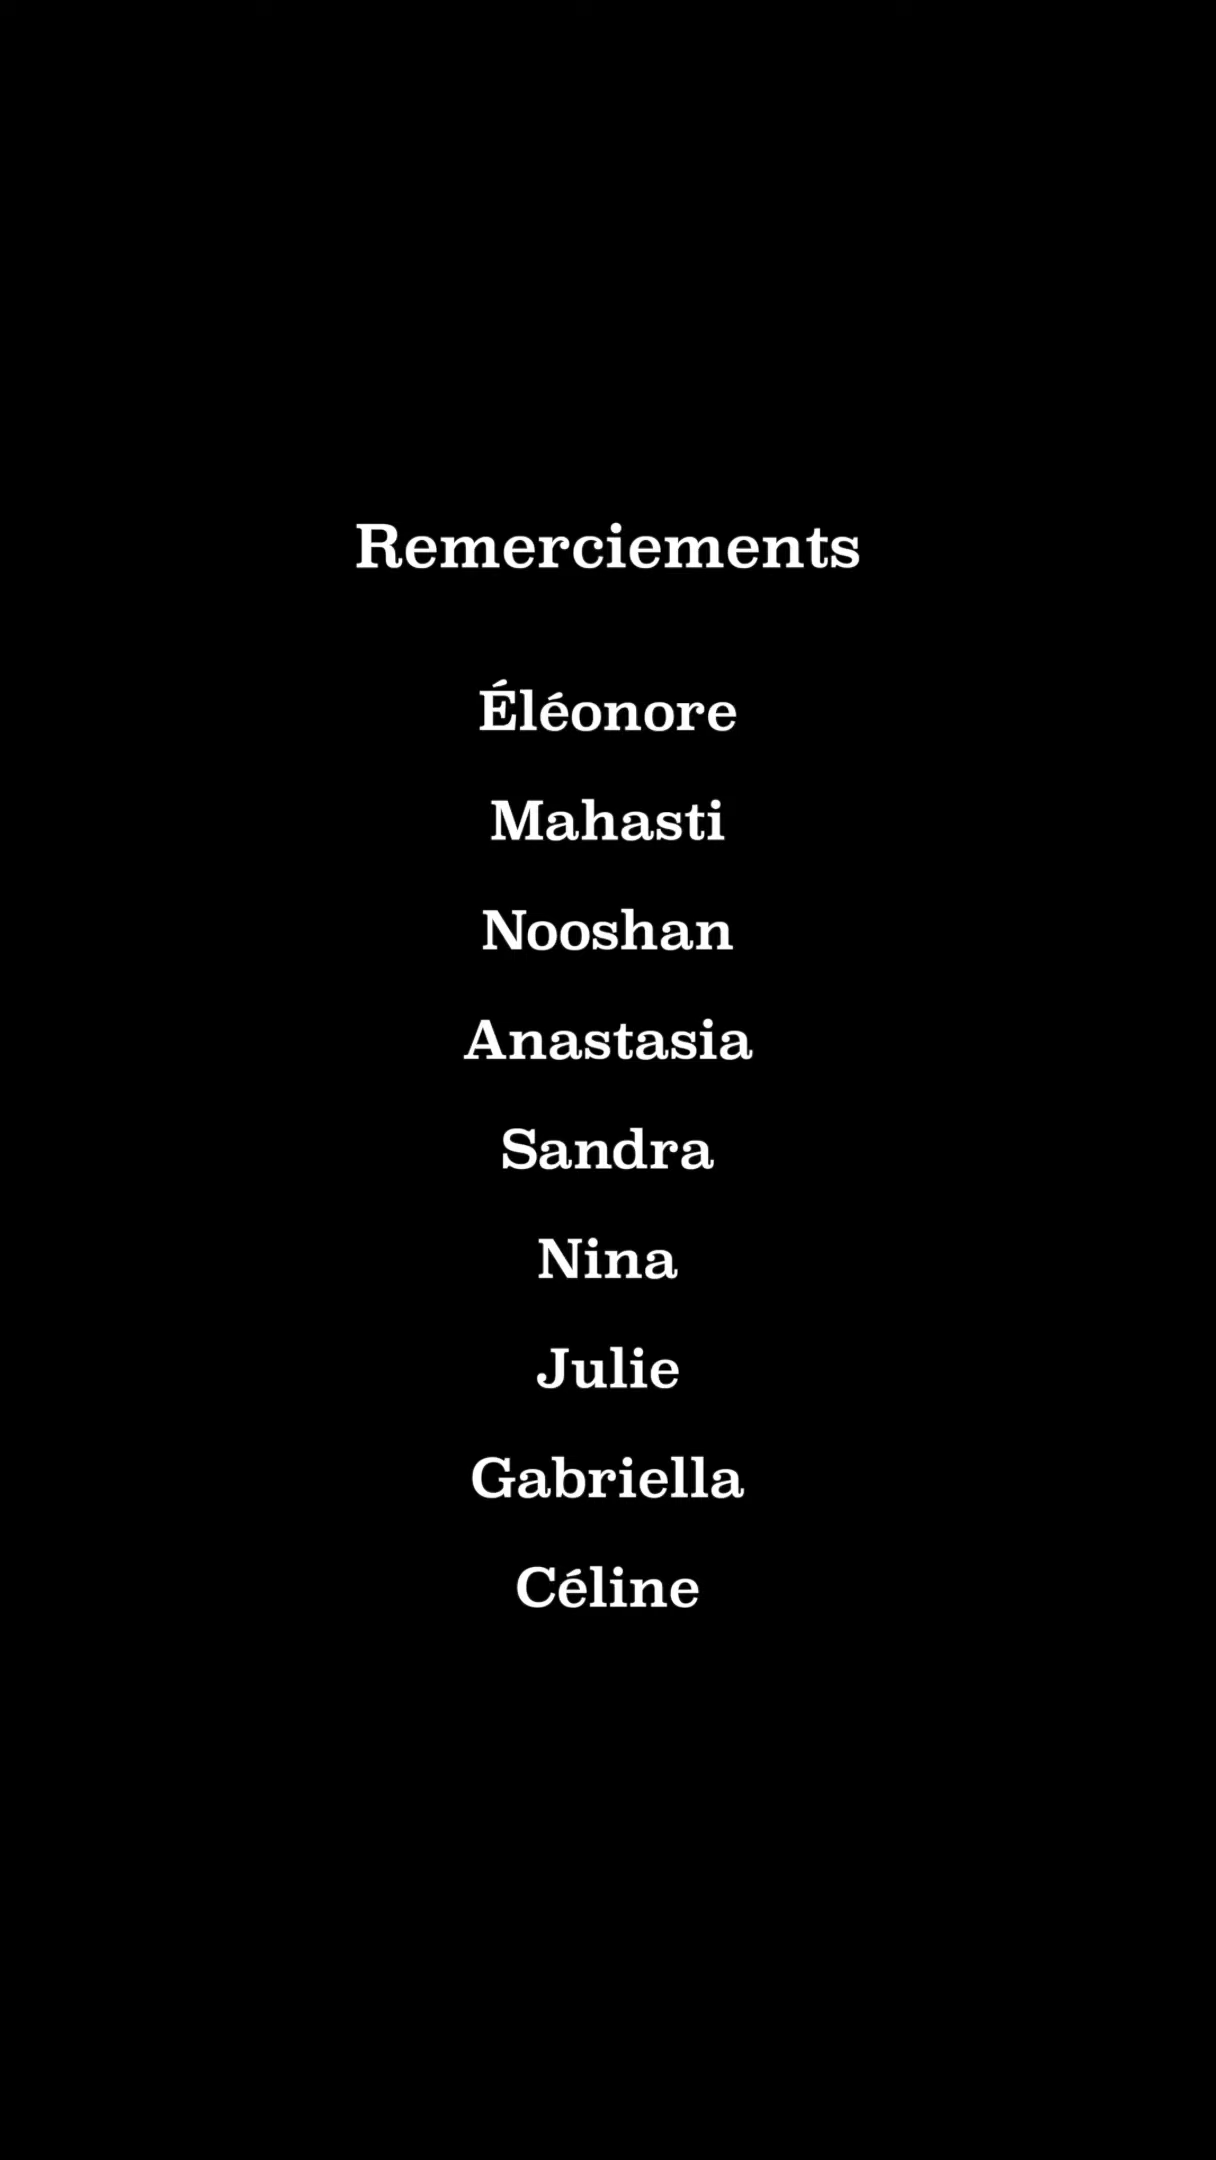 Remerciements
Éléonore
Mahasti
Nooshan
Anastasia
Sandra
Nina
Julie
Gabriella
Céline